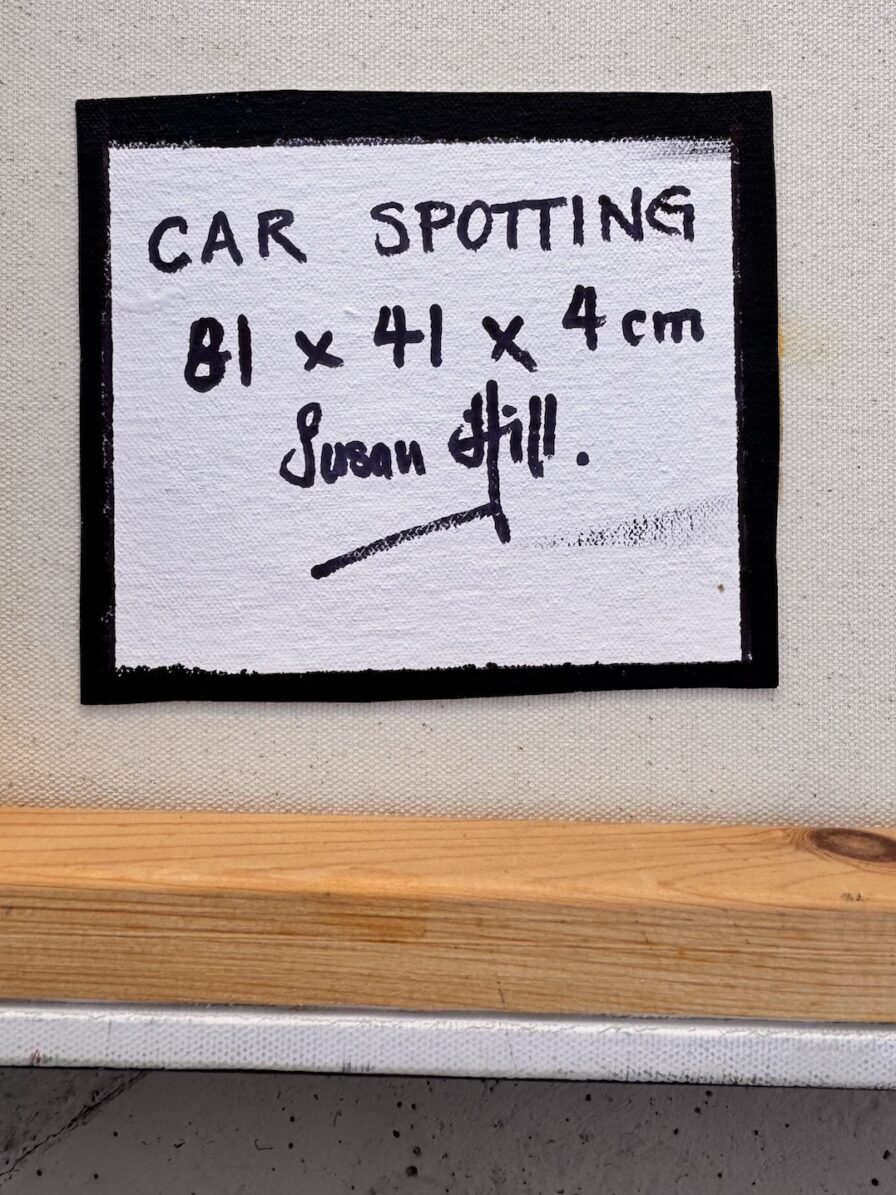 CAR SPOTTING
81 x 41 x 4 cm
Susan Hill.